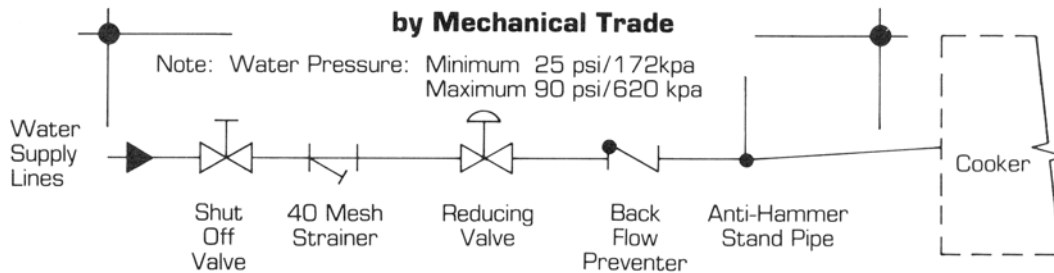 by Mechanical Trade
Note: Water Pressure: Minimum 25 psi/172kpa
Maximum 90 psi/620 kpa
Water
Supply
Lines
Cooker
Shut
Off
Valve
40 Mesh
Strainer
Reducing
Valve
Back
Flow
Preventer
Anti-Hammer
Stand Pipe